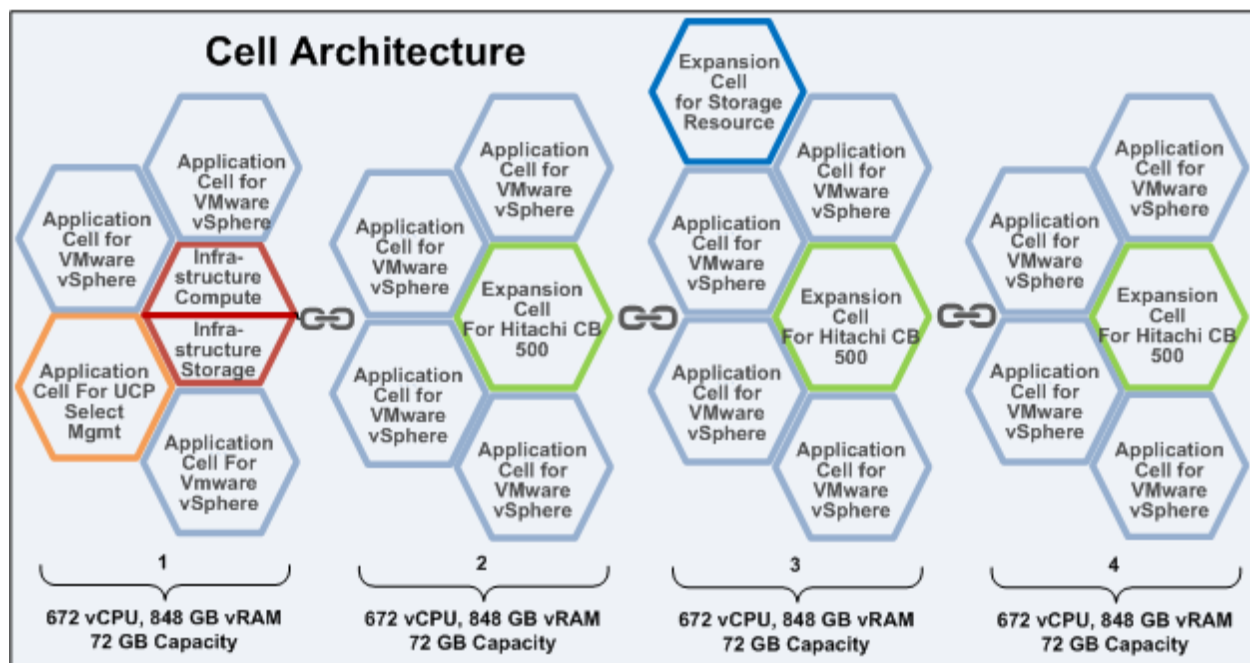 Cell Architecture
Application
Cell for
VMware
vSphere
Application
Cell for
VMware
vSphere
Infra-
structure
Compute
Infra-
structure
Storage
Application
Cell For UCP
Select
Mgmt
Application
Cell For
Vmware
vSphere
1
672 vCPU, 848 GB vRAM
72 GB Capacity
Application
Cell for
VMware
vSphere
Application
Cell for
VMware
vSphere
Expansion
Cell
For Hitachi CB
500
Application
Cell for
VMware
vSphere
Application
Cell for
VMware
vSphere
2
672 vCPU, 848 GB vRAM
72 GB Capacity
Expansion
Cell
for Storage
Resource
Application
Cell for
VMware
vSphere
Application
Cell for
VMware
vSphere
Expansion
Cell
For Hitachi CB
500
Application
Cell for
VMware
vSphere
Application
Cell for
VMware
vSphere
3
672 vCPU, 848 GB vRAM
72 GB Capacity
Application
Cell for
VMware
vSphere
Application
Cell for
VMware
vSphere
Expansion
Cell
For Hitachi CB
500
Application
Cell for
VMware
vSphere
Application
Cell for
VMware
vSphere
4
672 vCPU, 848 GB vRAM
72 GB Capacity